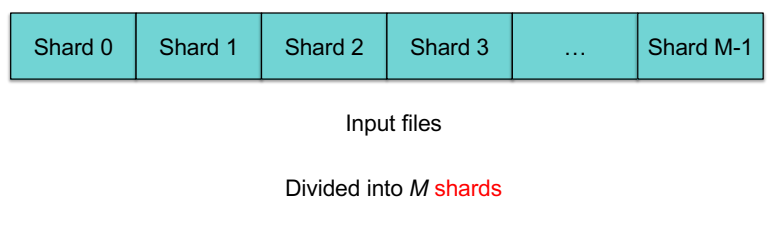 Shard 0 Shard 1 Shard 2 Shard 3 … Shard M-1
Input files
Divided into M shards